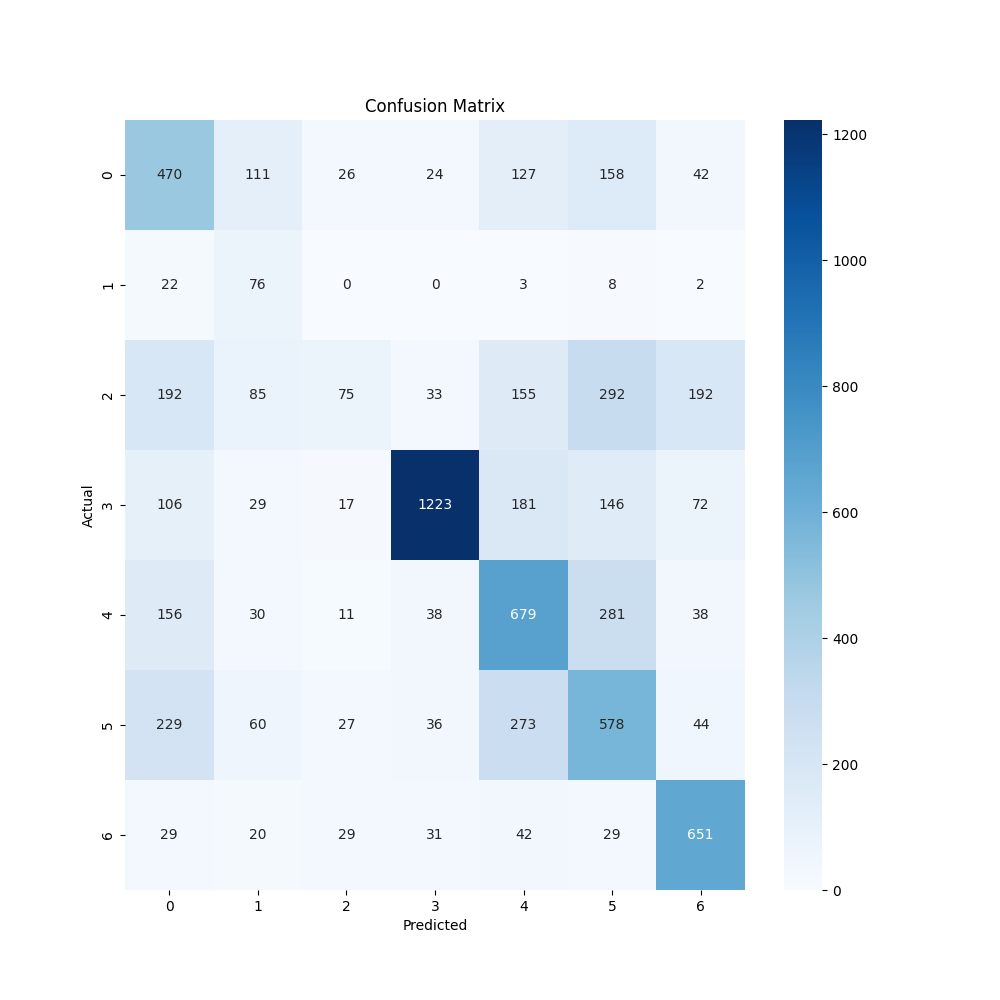 Confusion Matrix
0 470 111 26 24 127 158 42
1 22 76 0 0 3 8 2
2 192 85 75 33 155 292 192
3 106 29 17 1223 181 146 72
4 156 30 11 38 679 281 38
5 229 60 27 36 273 578 44
6 29 20 29 31 42 29 651
0 1 2 3 4 5 6
Predicted
Actual
1200
1000
800
600
400
200
0